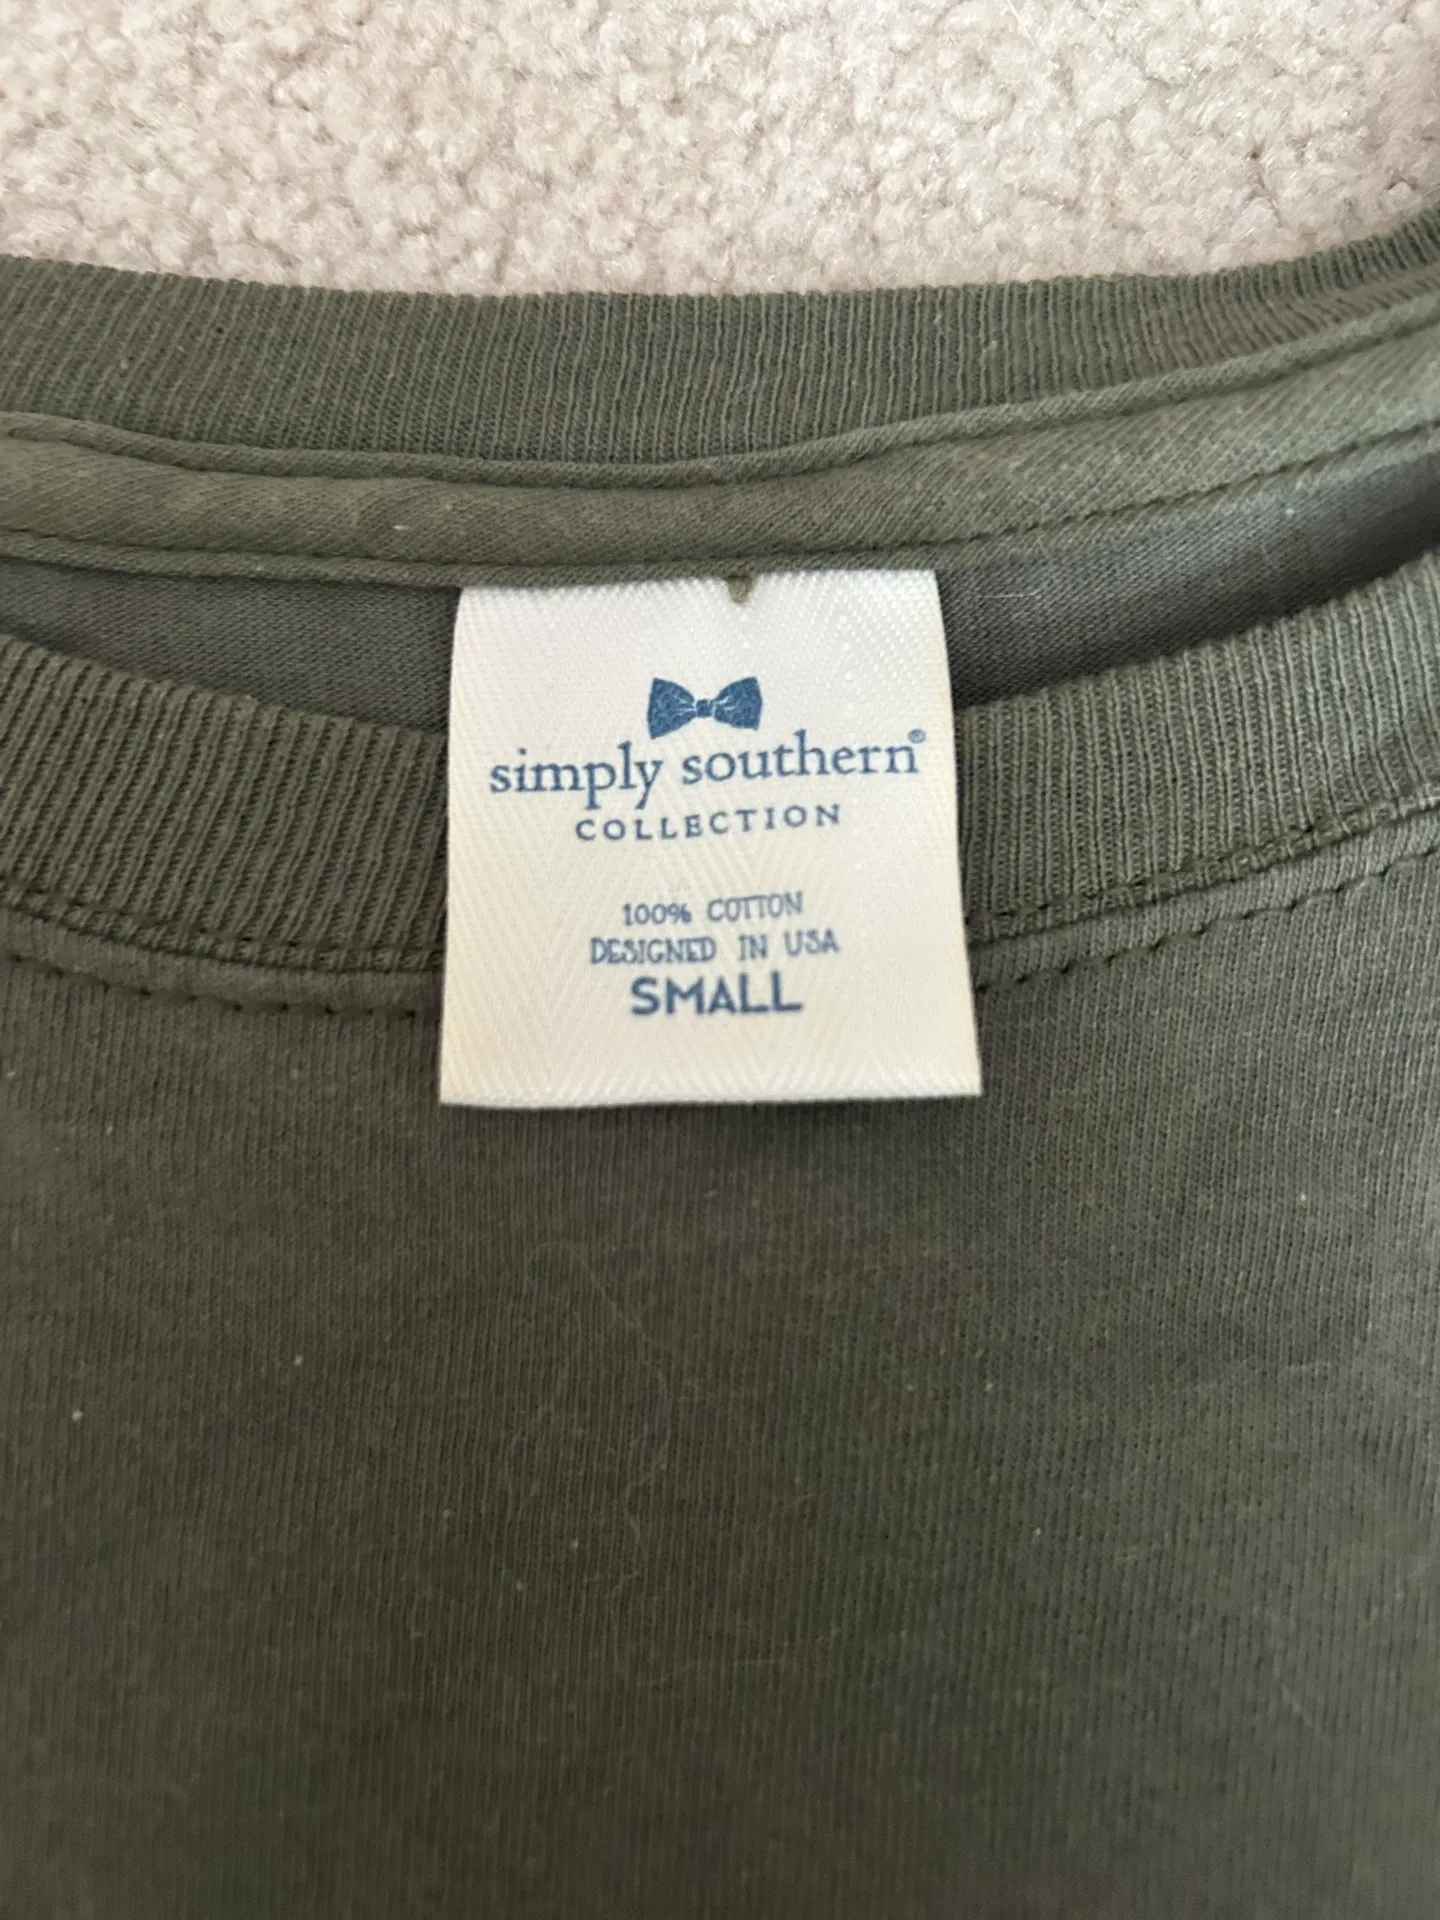 simply southern®
COLLECTION
100% COTTON
DESIGNED IN USA
SMALL